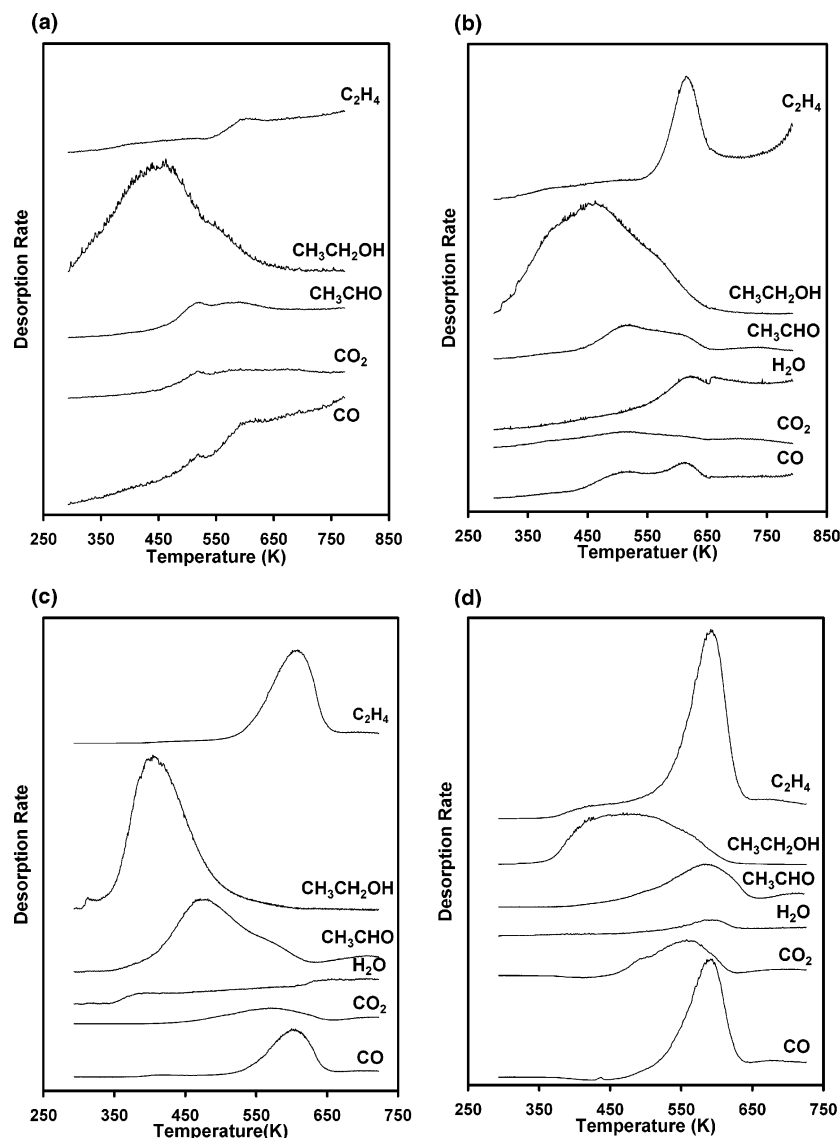 (a)
C₂H₄
CH₃CH₂OH
CH₃CHO
CO₂
CO
Desorption Rate
250 350 450 550 650 750 850
Temperature (K)
(b)
C₂H₄
CH₃CH₂OH
CH₃CHO
H₂O
CO₂
CO
Desorption Rate
250 350 450 550 650 750 850
Temperatuer (K)
(c)
C₂H₄
CH₃CH₂OH
CH₃CHO
H₂O
CO₂
CO
Desorption Rate
250 350 450 550 650 750
Temperature(K)
(d)
C₂H₄
CH₃CH₂OH
CH₃CHO
H₂O
CO₂
CO
Desorption Rate
250 350 450 550 650 750
Temperature (K)